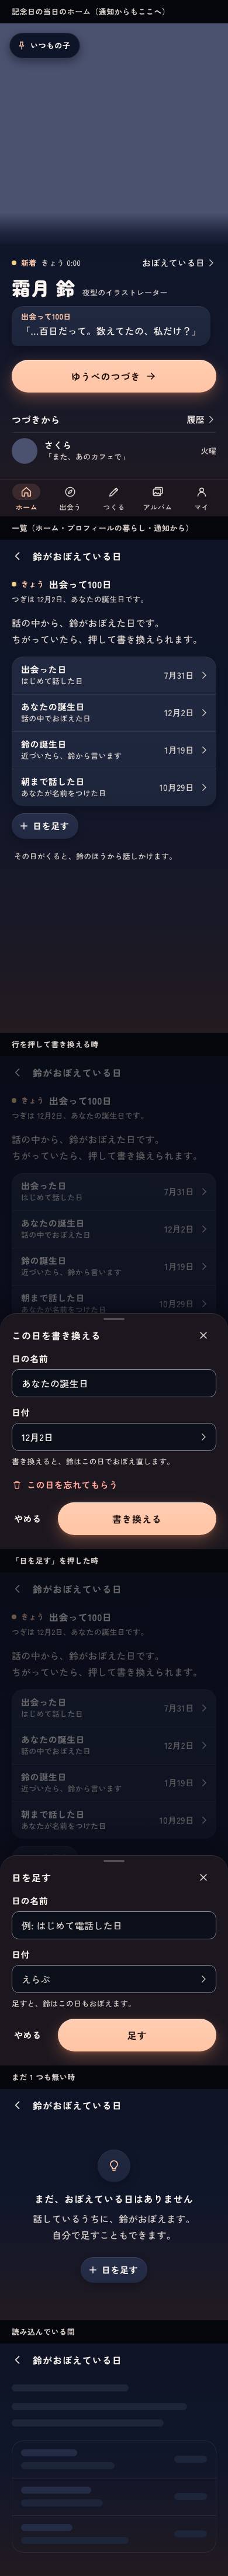 記念日の当日のホーム（通知からもここへ）
いつもの子
新着 きょう 0:00
おぼえている日
霜月 鈴 夜型のイラストレーター
出会って100日
「…百日だって。数えてたの、私だけ？」
ゆうべのつづき
つづきから
履歴
さくら
「また、あのカフェで」
火曜
ホーム
出会う
つくる
アルバム
マイ
一覧（ホーム・プロフィールの暮らし・通知から）
鈴がおぼえている日
きょう 出会って100日
つぎは 12月2日、あなたの誕生日です。
話の中から、鈴がおぼえた日です。
ちがっていたら、押して書き換えられます。
出会った日
はじめて話した日
7月31日
あなたの誕生日
話の中でおぼえた日
12月2日
鈴の誕生日
近づいたら、鈴から言います
1月19日
朝まで話した日
あなたが名前をつけた日
10月29日
日を足す
その日がくると、鈴のほうから話しかけます。
行を押して書き換える時
鈴がおぼえている日
きょう 出会って100日
つぎは 12月2日、あなたの誕生日です。
話の中から、鈴がおぼえた日です。
ちがっていたら、押して書き換えられます。
出会った日
はじめて話した日
7月31日
あなたの誕生日
話の中でおぼえた日
12月2日
鈴の誕生日
近づいたら、鈴から言います
1月19日
朝まで話した日
あなたが名前をつけた日
10月29日
この日を書き換える
日の名前
あなたの誕生日
日付
12月2日
書き換えると、鈴はこの日でおぼえ直します。
この日を忘れてもらう
やめる
書き換える
「日を足す」を押した時
鈴がおぼえている日
きょう 出会って100日
つぎは 12月2日、あなたの誕生日です。
話の中から、鈴がおぼえた日です。
ちがっていたら、押して書き換えられます。
出会った日
はじめて話した日
7月31日
あなたの誕生日
話の中でおぼえた日
12月2日
鈴の誕生日
近づいたら、鈴から言います
1月19日
朝まで話した日
あなたが名前をつけた日
10月29日
日を足す
日の名前
例: はじめて電話した日
日付
えらぶ
足すと、鈴はこの日もおぼえます。
やめる
足す
まだ 1 つも無い時
鈴がおぼえている日
まだ、おぼえている日はありません
話しているうちに、鈴がおぼえます。
自分で足すこともできます。
日を足す
読み込んでいる間
鈴がおぼえている日